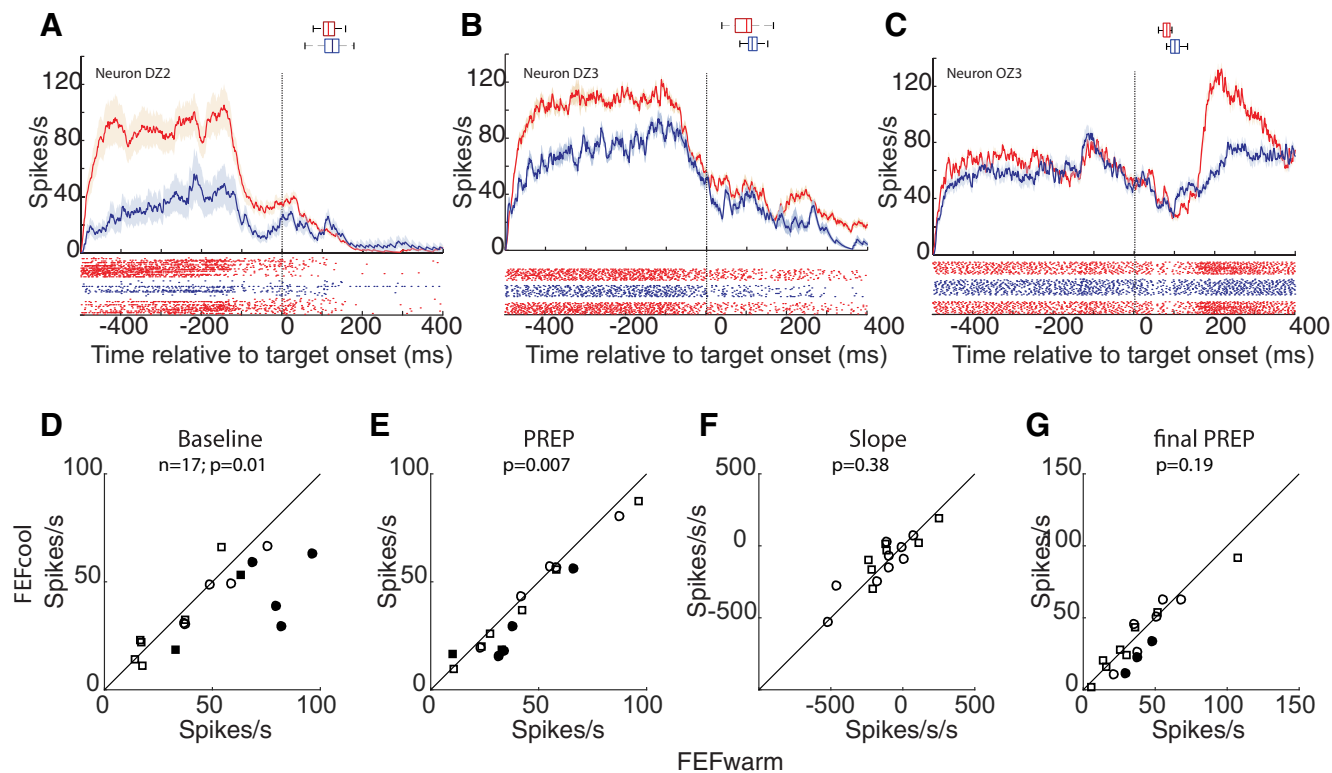 A
B
C
Neuron DZ2
Neuron DZ3
Neuron OZ3
120
80
40
0
Spikes/s
120
80
40
0
Spikes/s
120
80
40
0
Spikes/s
-400 -200 0 200 400
-400 -200 0 200 400
-400 -200 0 200 400
Time relative to target onset (ms)
Time relative to target onset (ms)
Time relative to target onset (ms)
D
Baseline
n=17; p=0.01
100
50
0
FEFcool
Spikes/s
0 50 100
Spikes/s
E
PREP
p=0.007
100
50
0
Spikes/s
0 50 100
Spikes/s
F
Slope
p=0.38
500
0
-500
Spikes/s/s
-500 0 500
Spikes/s/s
G
final PREP
p=0.19
150
100
50
0
Spikes/s
0 50 100 150
Spikes/s
FEFwarm